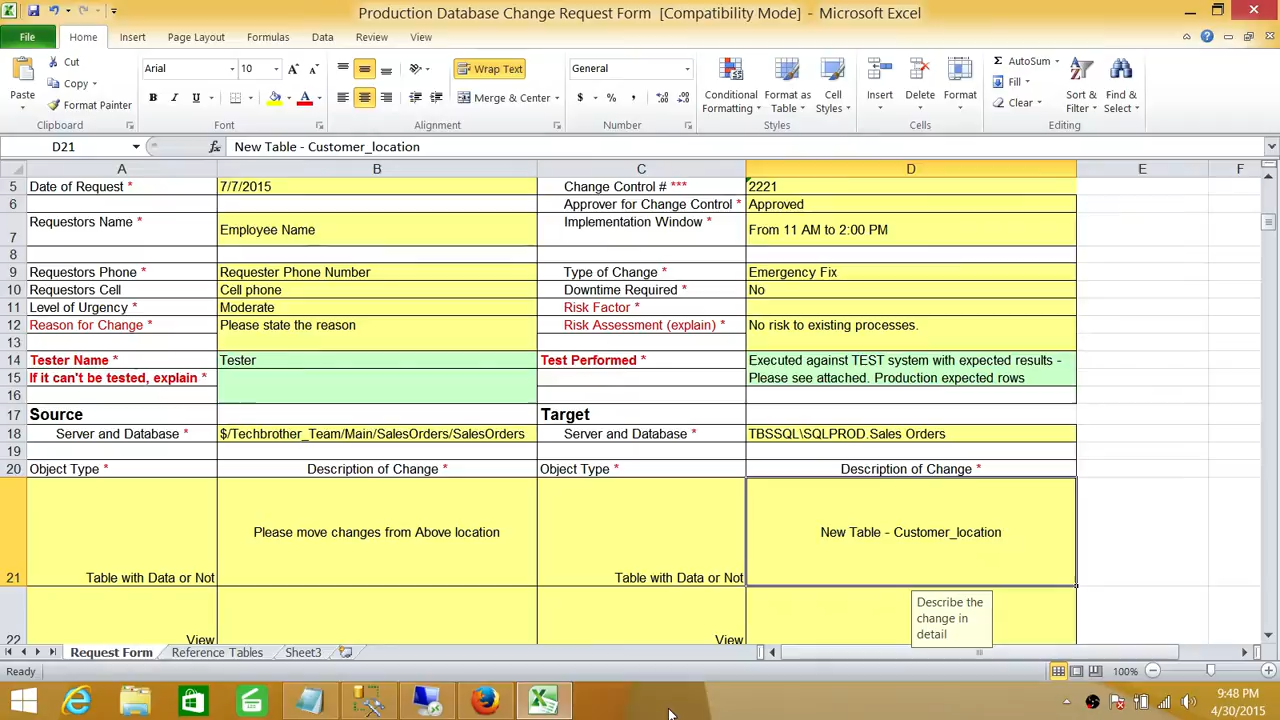 Production Database Change Request Form [Compatibility Mode] - Microsoft Excel
File Home Insert Page Layout Formulas Data Review View
Paste Cut Copy Format Painter Clipboard
Arial 10 Font
Wrap Text Merge & Center Alignment
General $ % , Number
Conditional Formatting Format as Table Cell Styles Styles
Insert Delete Format Cells
AutoSum Fill Clear Sort & Filter Find & Select Editing
D21 fx New Table - Customer_location
A B C D E F
5 Date of Request * 7/7/2015 Change Control # *** 2221
6 Approver for Change Control * Approved
7 Requestors Name * Employee Name Implementation Window * From 11 AM to 2:00 PM
8
9 Requestors Phone * Requester Phone Number Type of Change * Emergency Fix
10 Requestors Cell Cell phone Downtime Required * No
11 Level of Urgency * Moderate Risk Factor *
12 Reason for Change * Please state the reason Risk Assessment (explain) * No risk to existing processes.
13
14 Tester Name * Tester Test Performed * Executed against TEST system with expected results -
15 If it can't be tested, explain * Please see attached. Production expected rows
16
17 Source Target
18 Server and Database * $/Techbrother_Team/Main/SalesOrders/SalesOrders Server and Database * TBSSQL\SQLPROD.Sales Orders
19
20 Object Type * Description of Change * Object Type * Description of Change *
21 Table with Data or Not Please move changes from Above location Table with Data or Not New Table - Customer_location
22 View View
Describe the
change in
detail
Request Form Reference Tables Sheet3
Ready 100%
9:48 PM
4/30/2015